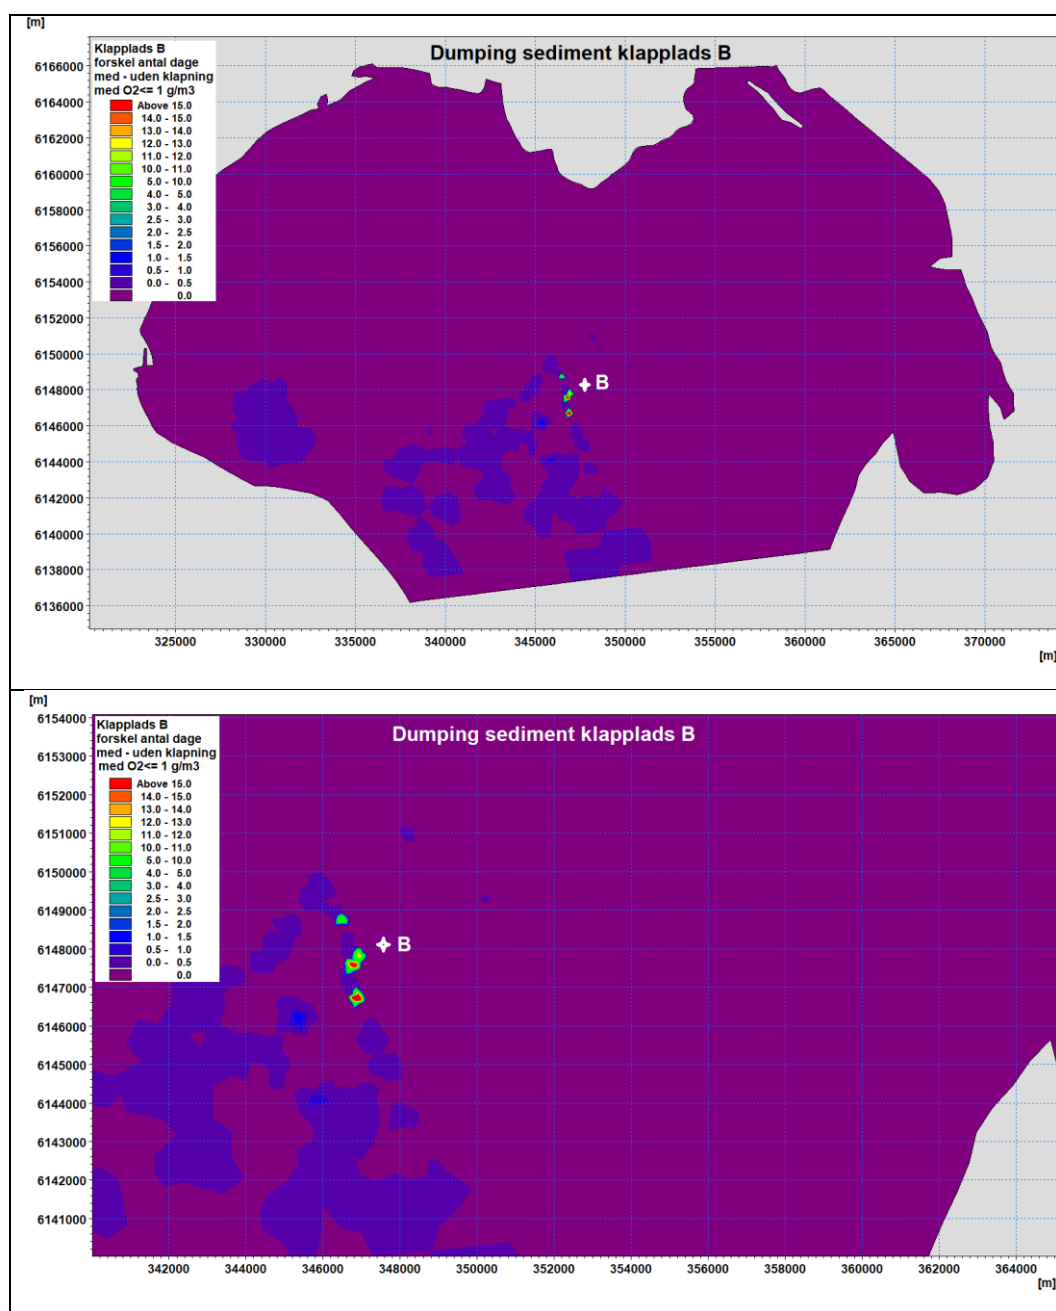 [m]
Dumping sediment klapplads B
Klapplads B
forskel antal dage
med - uden klapning
med O2<= 1 g/m3
Above 15.0
14.0 - 15.0
13.0 - 14.0
12.0 - 13.0
11.0 - 12.0
10.0 - 11.0
5.0 - 10.0
4.0 - 5.0
3.0 - 4.0
2.5 - 3.0
2.0 - 2.5
1.5 - 2.0
1.0 - 1.5
0.5 - 1.0
0.0 - 0.5
0.0
6166000
6164000
6162000
6160000
6158000
6156000
6154000
6152000
6150000
6148000
6146000
6144000
6142000
6140000
6138000
6136000
B
325000 330000 335000 340000 345000 350000 355000 360000 365000 370000
[m]
[m]
Dumping sediment klapplads B
Klapplads B
forskel antal dage
med - uden klapning
med O2<= 1 g/m3
Above 15.0
14.0 - 15.0
13.0 - 14.0
12.0 - 13.0
11.0 - 12.0
10.0 - 11.0
5.0 - 10.0
4.0 - 5.0
3.0 - 4.0
2.5 - 3.0
2.0 - 2.5
1.5 - 2.0
1.0 - 1.5
0.5 - 1.0
0.0 - 0.5
0.0
6154000
6153000
6152000
6151000
6150000
6149000
6148000
6147000
6146000
6145000
6144000
6143000
6142000
6141000
B
342000 344000 346000 348000 350000 352000 354000 356000 358000 360000 362000 364000
[m]